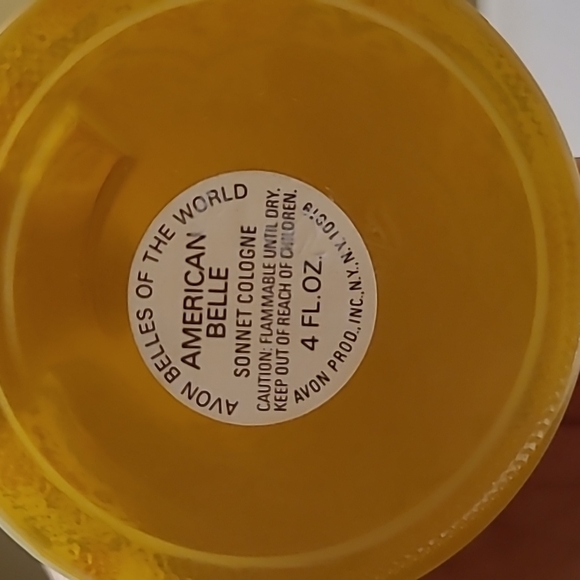 AVON BELLES OF THE WORLD
AMERICAN
BELLE
SONNET COLOGNE
CAUTION: FLAMMABLE UNTIL DRY.
KEEP OUT OF REACH OF CHILDREN.
4 FL.OZ.
AVON PROD., INC., N.Y., N.Y. 10019